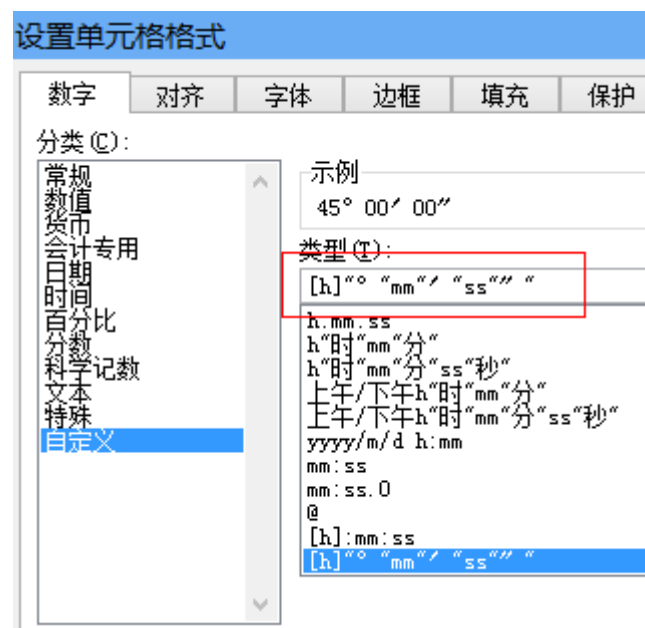 设置单元格格式
数字 对齐 字体 边框 填充 保护
分类(C):
常规
数值
货币
会计专用
日期
时间
百分比
分数
科学记数
文本
特殊
自定义
示例
45° 00′ 00″
类型(T):
[h]"° "mm"′ "ss"″ "
h.mm.ss
h"时"mm"分"
h"时"mm"分"ss"秒"
上午/下午h"时"mm"分"
上午/下午h"时"mm"分"ss"秒"
yyyy/m/d h:mm
mm:ss
mm:ss.0
@
[h]:mm:ss
[h]"° "mm"′ "ss"″ "